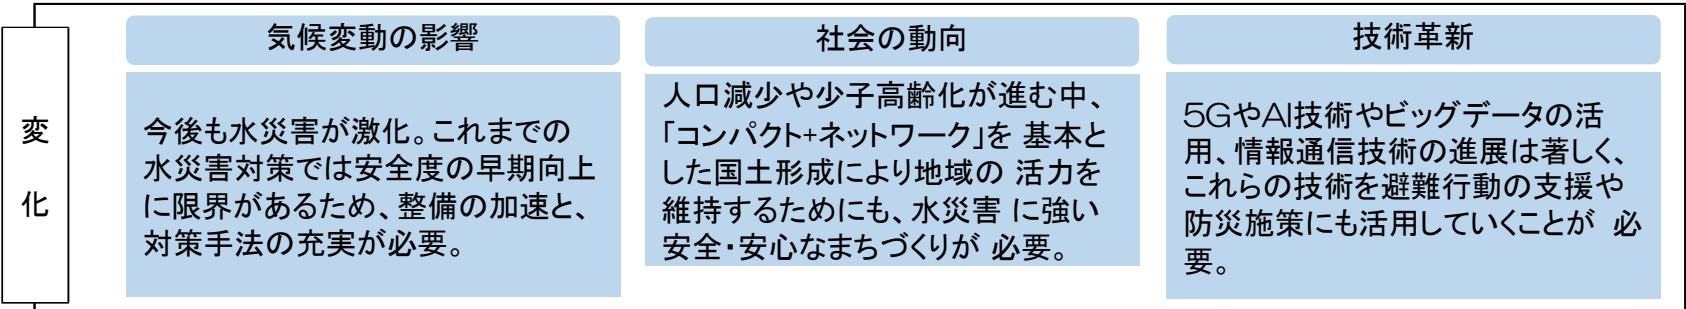 変
化
気候変動の影響
今後も水災害が激化。これまでの
水災害対策では安全度の早期向上
に限界があるため、整備の加速と、
対策手法の充実が必要。
社会の動向
人口減少や少子高齢化が進む中、
「コンパクト+ネットワーク」を 基本と
した国土形成により地域の 活力を
維持するためにも、水災害 に強い
安全・安心なまちづくりが 必要。
技術革新
5GやAI技術やビッグデータの活
用、情報通信技術の進展は著しく、
これらの技術を避難行動の支援や
防災施策にも活用していくことが 必
要。